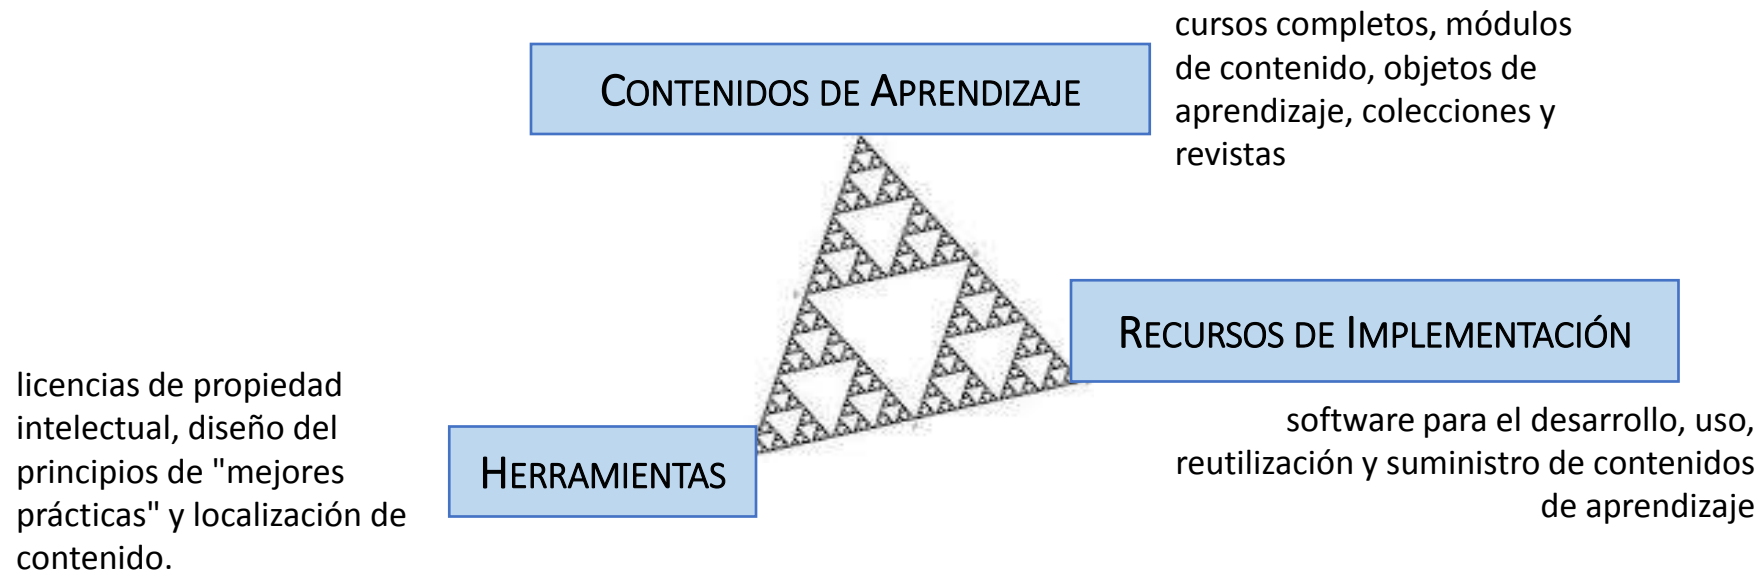 cursos completos, módulos
de contenido, objetos de
aprendizaje, colecciones y
revistas
CONTENIDOS DE APRENDIZAJE
RECURSOS DE IMPLEMENTACIÓN
software para el desarrollo, uso,
reutilización y suministro de contenidos
de aprendizaje
HERRAMIENTAS
licencias de propiedad
intelectual, diseño del
principios de "mejores
prácticas" y localización de
contenido.